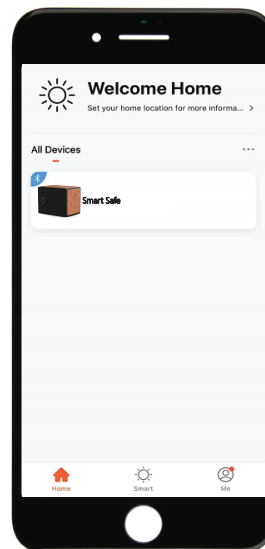 Welcome Home
Set your home location for more informa... >
All Devices
Smart Safe
Home
Smart
Me